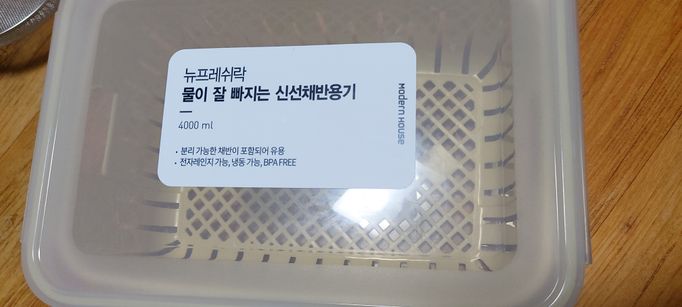 뉴프레쉬락
물이 잘 빠지는 신선채반용기
4000 ml
• 분리 가능한 채반이 포함되어 유용
• 전자레인지 가능, 냉동 가능, BPA FREE
MODERN HOUSE